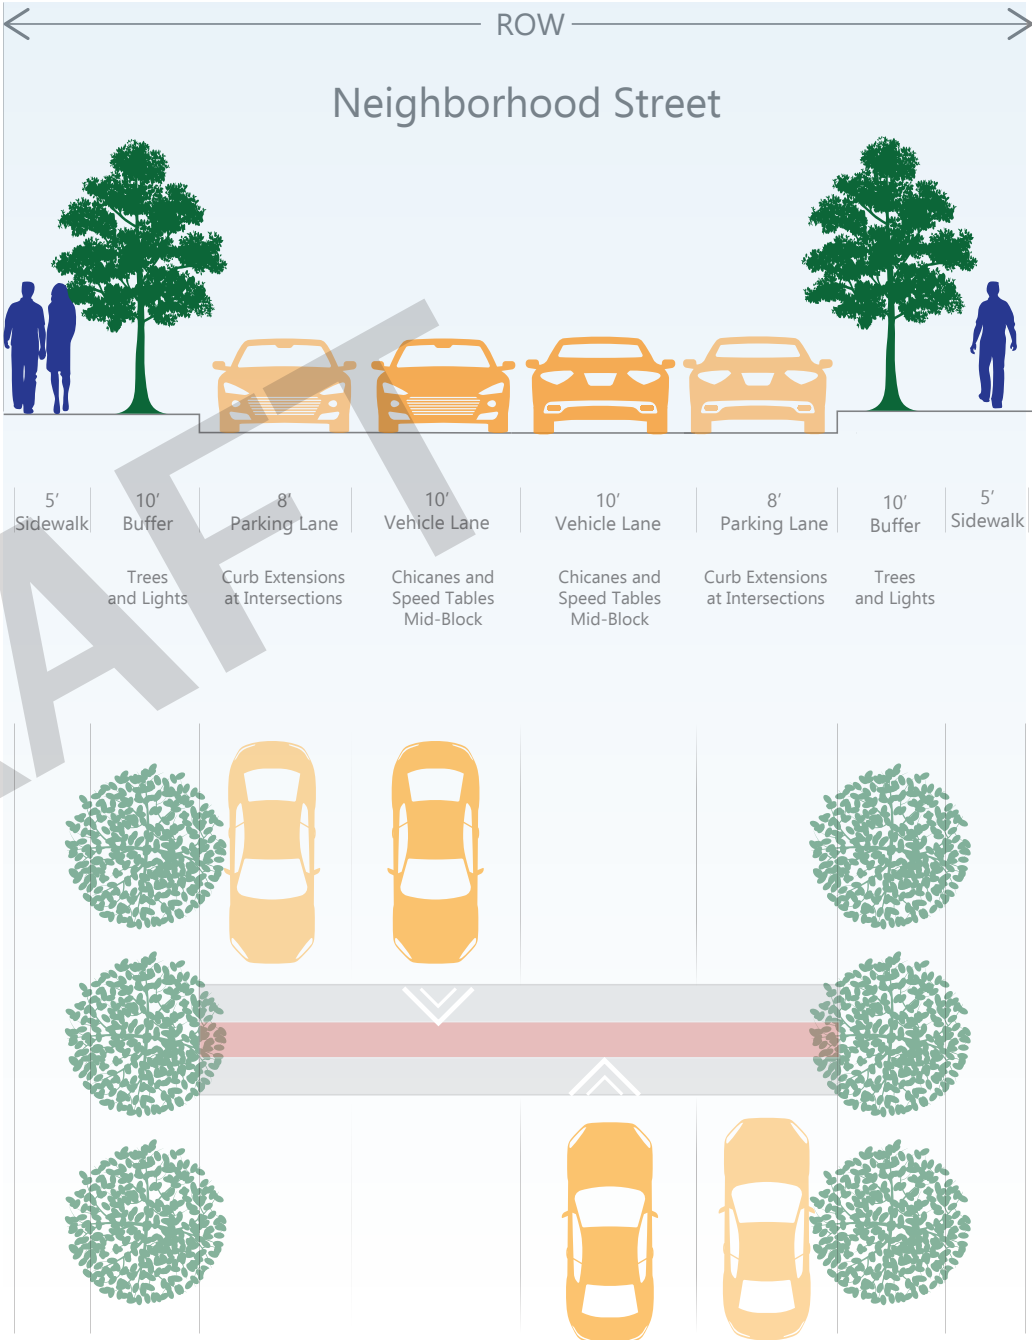 ROW
Neighborhood Street
5’
Sidewalk
10’
Buffer
8’
Parking Lane
10’
Vehicle Lane
10’
Vehicle Lane
8’
Parking Lane
10’
Buffer
5’
Sidewalk
Trees
and Lights
Curb Extensions
at Intersections
Chicanes and
Speed Tables
Mid-Block
Chicanes and
Speed Tables
Mid-Block
Curb Extensions
at Intersections
Trees
and Lights
AFT